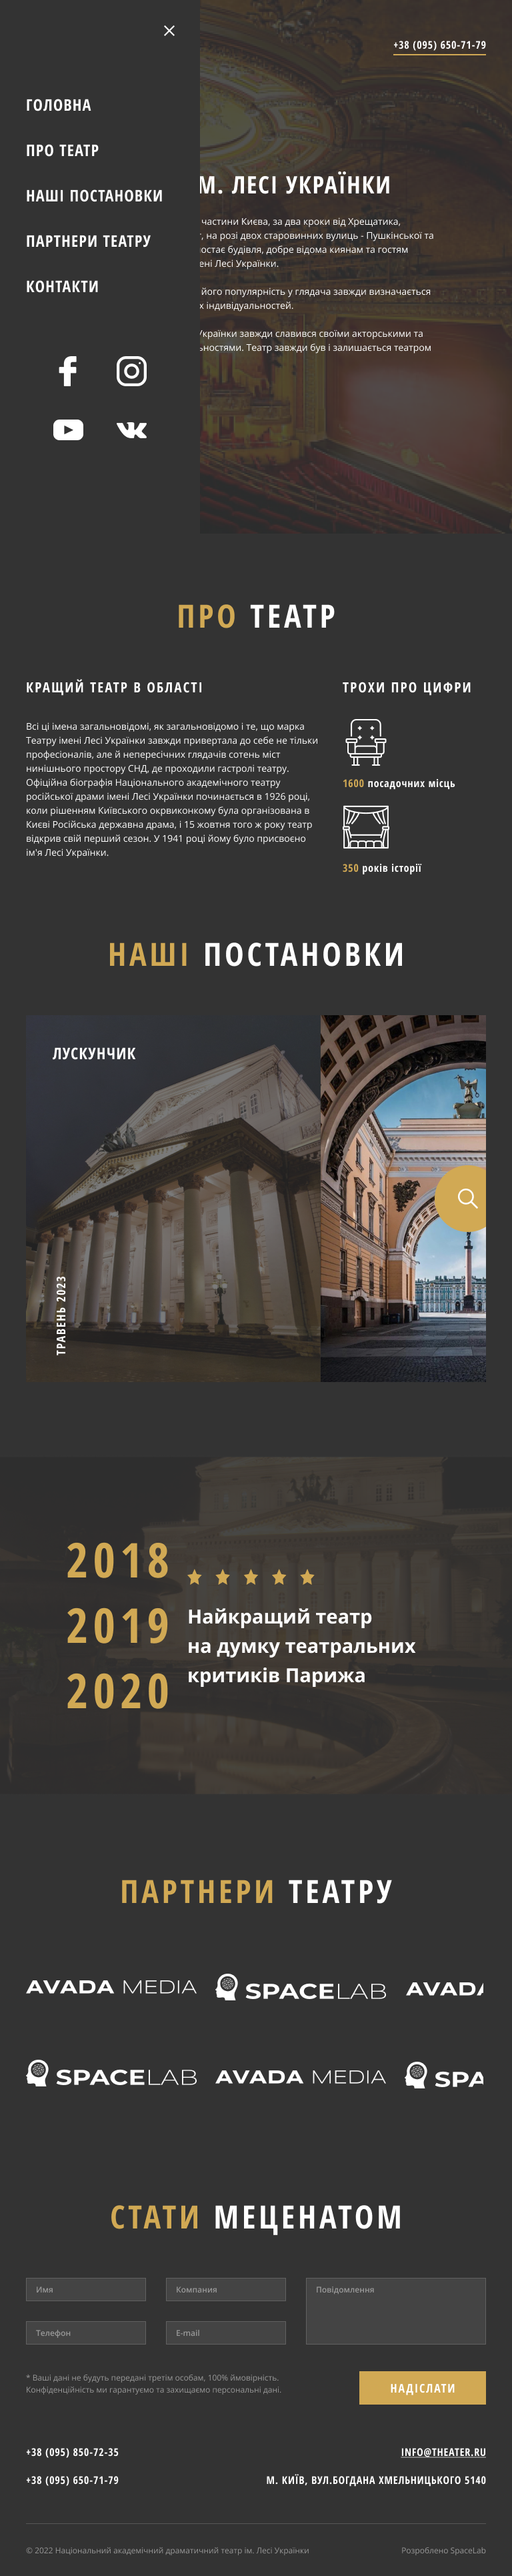 +38 (095) 650-71-79
ГОЛОВНА
ПРО ТЕАТР
НАШІ ПОСТАНОВКИ
ПАРТНЕРИ ТЕАТРУ
КОНТАКТИ
М. ЛЕСІ УКРАЇНКИ
частини Києва, за два кроки від Хрещатика,
, на розі двох старовинних вулиць - Пушкінської та
остає будівля, добре відома киянам та гостям
ені Лесі Українки.
його популярність у глядача завжди визначається
х індивідуальностей.
Українки завжди славився своїми акторськими та
ьностями. Театр завжди був і залишається театром
ПРО ТЕАТР
КРАЩИЙ ТЕАТР В ОБЛАСТІ
Всі ці імена загальновідомі, як загальновідомо і те, що марка
Театру імені Лесі Українки завжди привертала до себе не тільки
професіоналів, але й непересічних глядачів сотень міст
нинішнього простору СНД, де проходили гастролі театру.
Офіційна біографія Національного академічного театру
російської драми імені Лесі Українки починається в 1926 році,
коли рішенням Київського окрвиконкому була організована в
Києві Російська державна драма, і 15 жовтня того ж року театр
відкрив свій перший сезон. У 1941 році йому було присвоєно
ім'я Лесі Українки.
ТРОХИ ПРО ЦИФРИ
1600 посадочних місць
350 років історії
НАШІ ПОСТАНОВКИ
ЛУСКУНЧИК
ТРАВЕНЬ 2023
2018
2019
2020
Найкращий театр
на думку театральних
критиків Парижа
ПАРТНЕРИ ТЕАТРУ
AVADA MEDIA SPACELAB AVADA
SPACELAB AVADA MEDIA SPA
СТАТИ МЕЦЕНАТОМ
Имя Компания Повідомлення
Телефон E-mail
* Ваші дані не будуть передані третім особам, 100% ймовірність.
Конфіденційність ми гарантуємо та захищаємо персональні дані.
НАДІСЛАТИ
+38 (095) 850-72-35 INFO@THEATER.RU
+38 (095) 650-71-79 М. КИЇВ, ВУЛ.БОГДАНА ХМЕЛЬНИЦЬКОГО 5140
© 2022 Національний академічний драматичний театр ім. Лесі Українки Розроблено SpaceLab